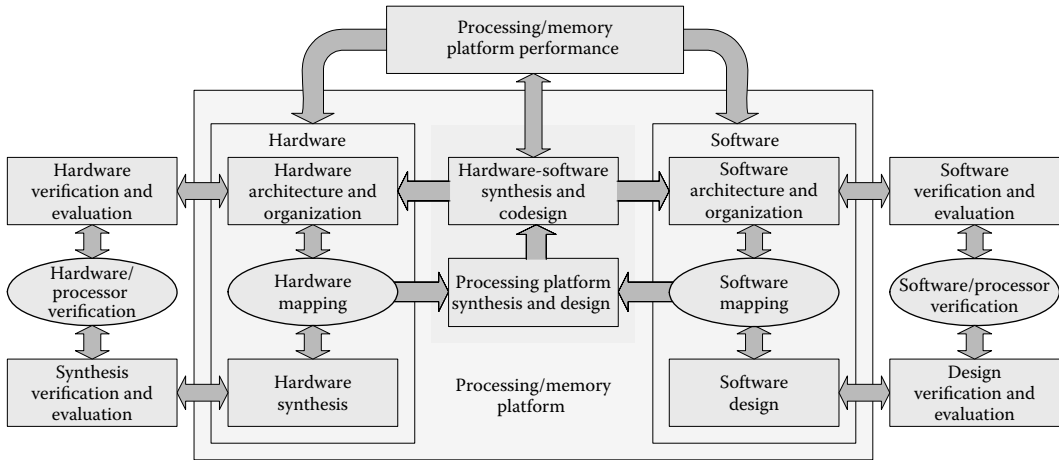 Processing/memory
platform performance
Hardware
Software
Hardware
verification and
evaluation
Hardware
architecture and
organization
Hardware-software
synthesis and
codesign
Software
architecture and
organization
Software
verification and
evaluation
Hardware/
processor
verification
Hardware
mapping
Processing platform
synthesis and design
Software
mapping
Software/processor
verification
Synthesis
verification and
evaluation
Hardware
synthesis
Processing/memory
platform
Software
design
Design
verification and
evaluation